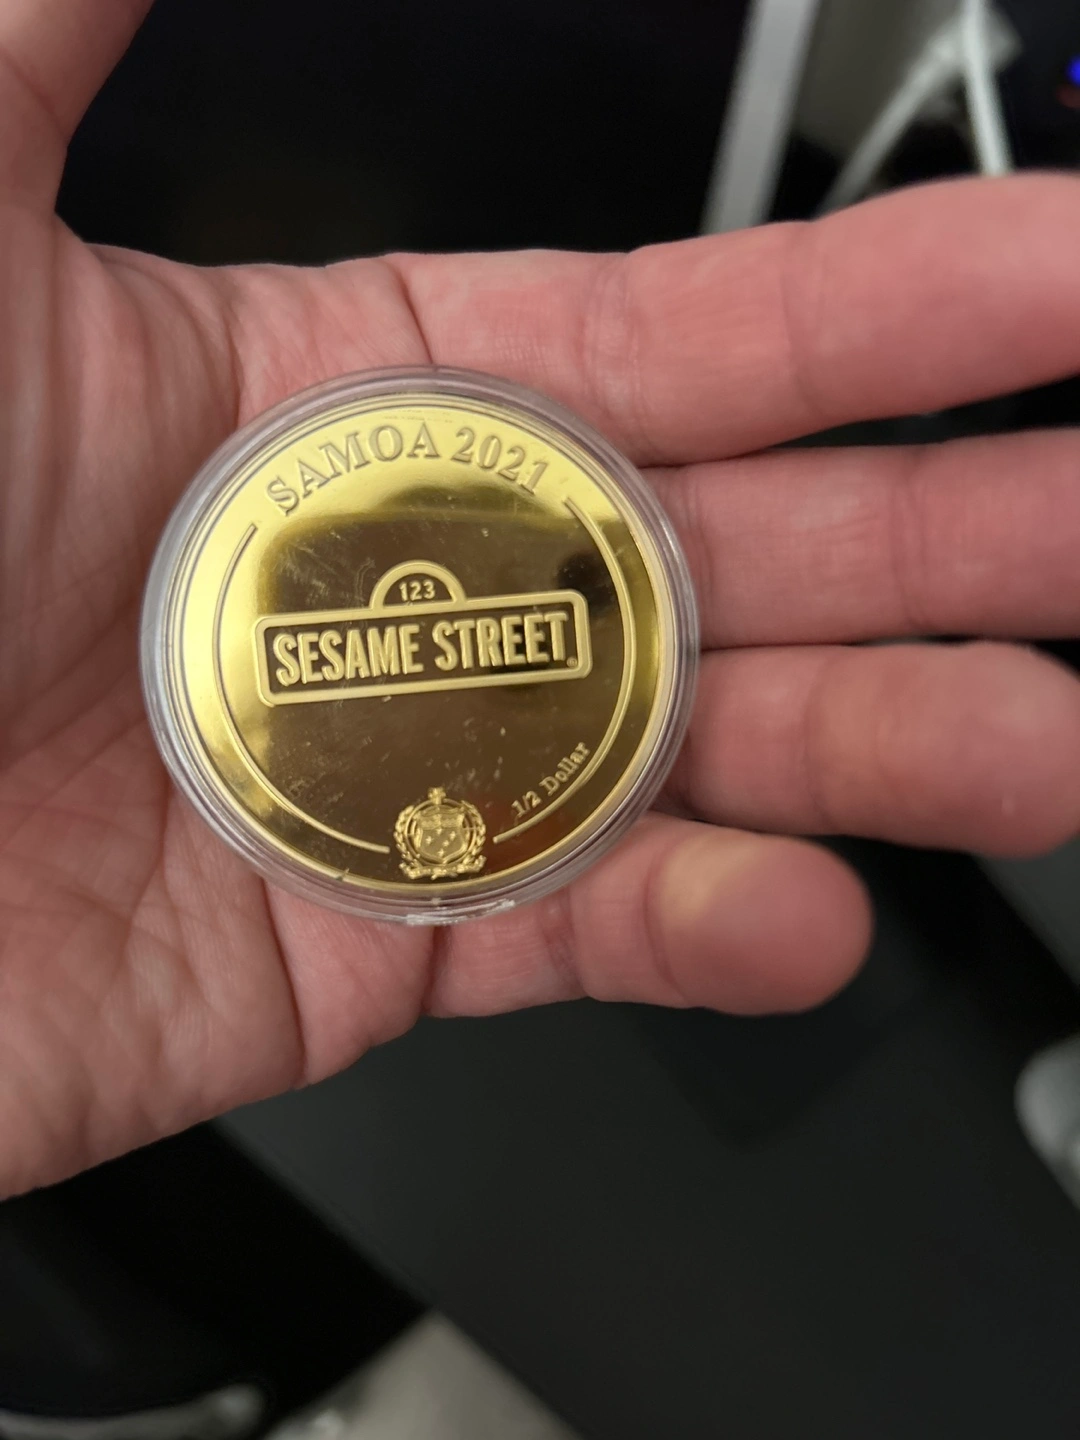 SAMOA 2021
123
SESAME STREET®
1/2 Dollar